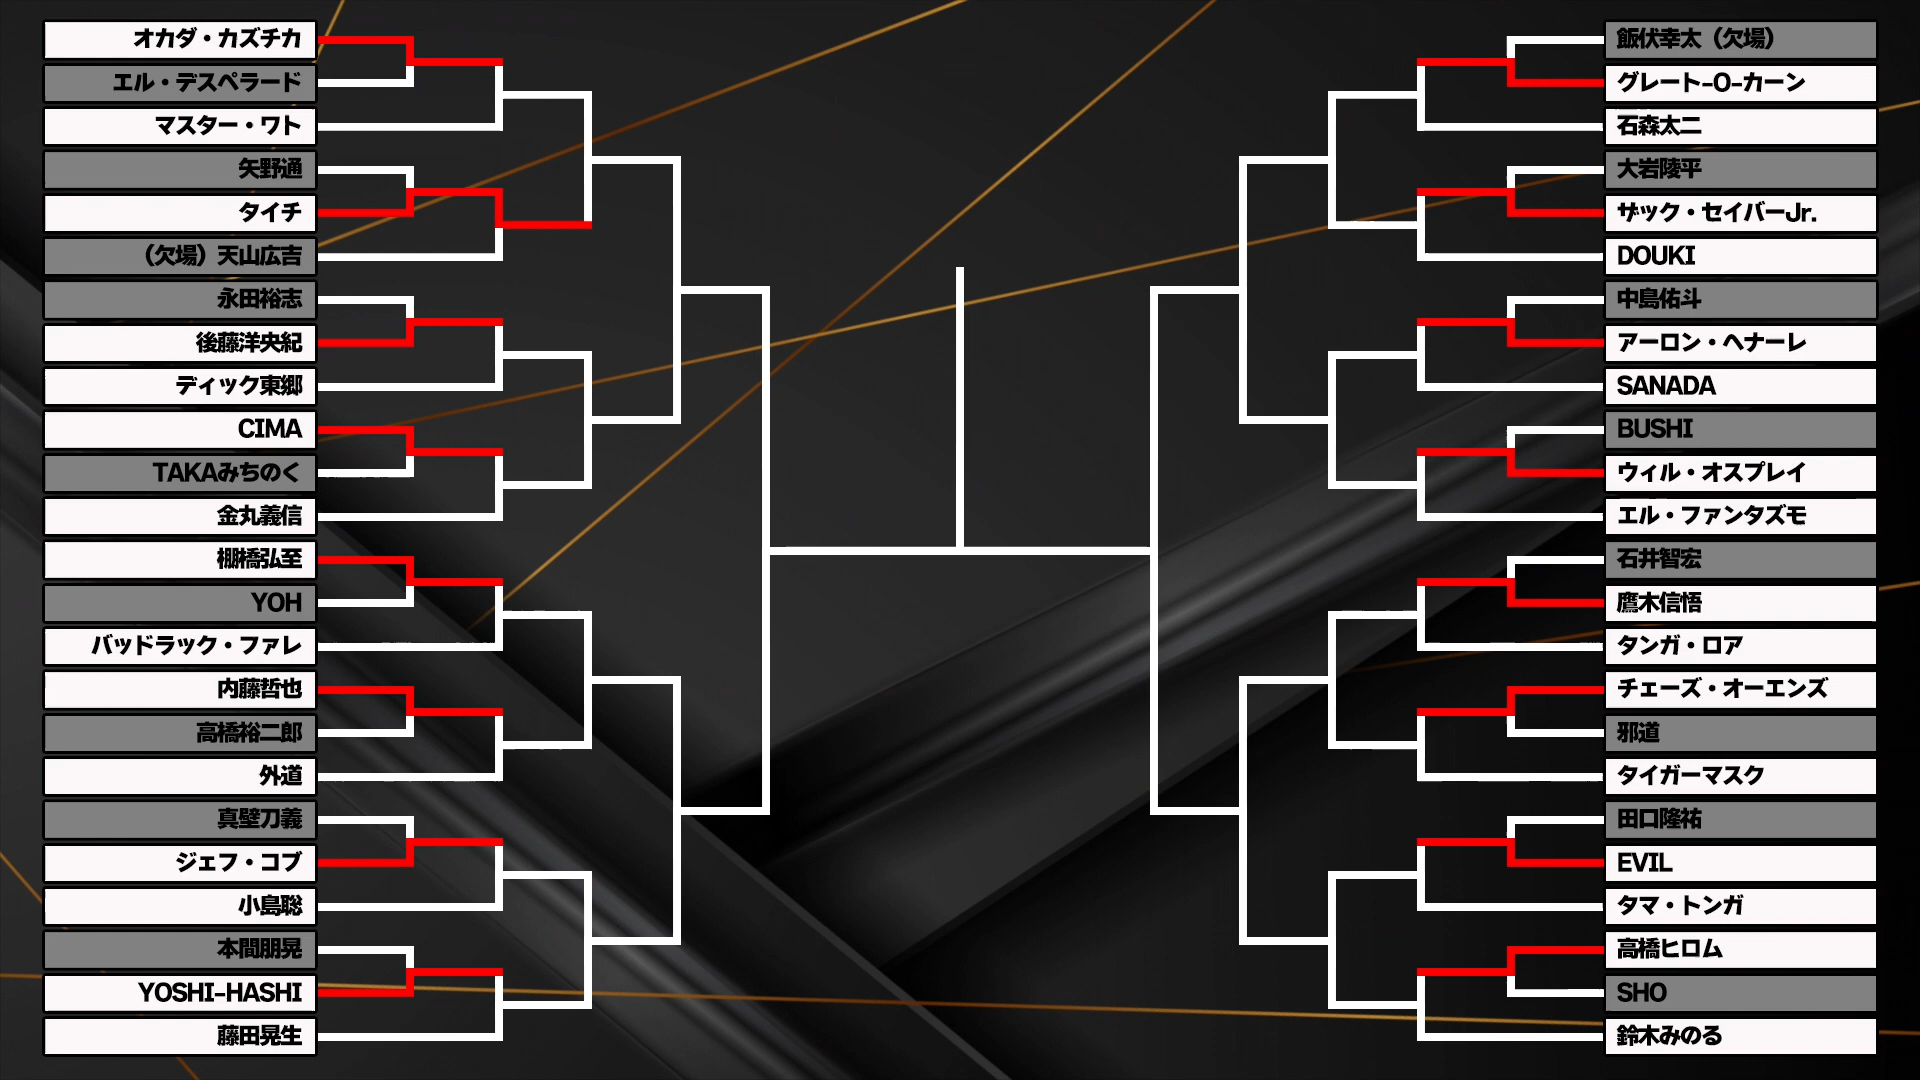 オカダ・カズチカ
エル・デスペラード
マスター・ワト
矢野通
タイチ
（欠場）天山広吉
永田裕志
後藤洋央紀
ディック東郷
CIMA
TAKAみちのく
金丸義信
棚橋弘至
YOH
バッドラック・ファレ
内藤哲也
高橋裕二郎
外道
真壁刀義
ジェフ・コブ
小島聡
本間朋晃
YOSHI-HASHI
藤田晃生
飯伏幸太（欠場）
グレート-O-カーン
石森太二
大岩陵平
ザック・セイバーJr.
DOUKI
中島佑斗
アーロン・ヘナーレ
SANADA
BUSHI
ウィル・オスプレイ
エル・ファンタズモ
石井智宏
鷹木信悟
タンガ・ロア
チェーズ・オーエンズ
邪道
タイガーマスク
田口隆祐
EVIL
タマ・トンガ
高橋ヒロム
SHO
鈴木みのる